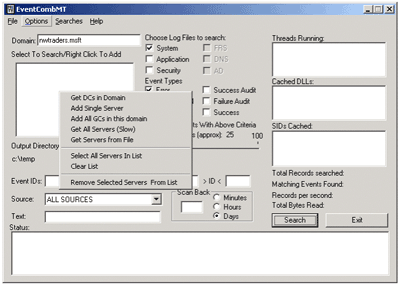 EventCombMT
File Options Searches Help
Domain: nwtraders.msft
Select To Search/Right Click To Add
Choose Log Files to search:
System FRS
Application DNS
Security AD
Event Types
Error Success Audit
Failure Audit
Success
Get DCs in Domain
Add Single Server
Add All GCs in this domain
Get All Servers (Slow)
Get Servers from File
Select All Servers In List
Clear List
Remove Selected Servers From List
ts With Above Criteria
(approx): 25 100
Output Directory
c:\temp
Event IDs: > ID <
Source: ALL SOURCES
Text:
Scan Back
Minutes
Hours
Days
Threads Running:
Cached DLLs:
SIDs Cached:
Total Records searched:
Matching Events Found:
Records per second:
Total Bytes Read:
Search Exit
Status: